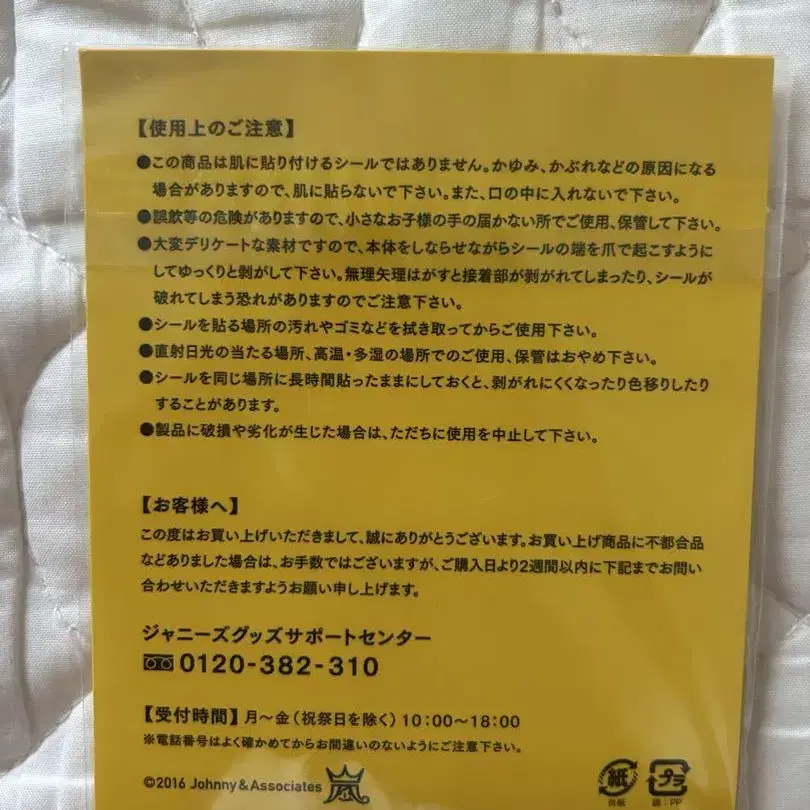 【使用上のご注意】
●この商品は肌に貼り付けるシールではありません。かゆみ、かぶれなどの原因になる
場合がありますので、肌に貼らないで下さい。また、口の中に入れないで下さい。
●誤飲等の危険がありますので、小さなお子様の手の届かない所でご使用、保管して下さい。
●大変デリケートな素材ですので、本体をしならせながらシールの端を爪で起こすように
してゆっくりと剥がして下さい。無理矢理はがすと接着部が剥がれてしまったり、シールが
破れてしまう恐れがありますのでご注意下さい。
●シールを貼る場所の汚れやゴミなどを拭き取ってからご使用下さい。
●直射日光の当たる場所、高温・多湿の場所でのご使用、保管はおやめ下さい。
●シールを同じ場所に長時間貼ったままにしておくと、剥がれにくくなったり色移りしたり
することがあります。
●製品に破損や劣化が生じた場合は、ただちに使用を中止して下さい。
【お客様へ】
この度はお買い上げいただきまして、誠にありがとうございます。お買い上げ商品に不都合品
などありました場合は、お手数ではございますが、ご購入日より2週間以内に下記までお問い
合わせいただきますようお願い申し上げます。
ジャニーズグッズサポートセンター
0120-382-310
【受付時間】月〜金（祝祭日を除く）10:00〜18:00
※電話番号はよく確かめてからお間違いのないようにご注意下さい。
©2016 Johnny & Associates 嵐
紙 プラ
台紙 袋：PP